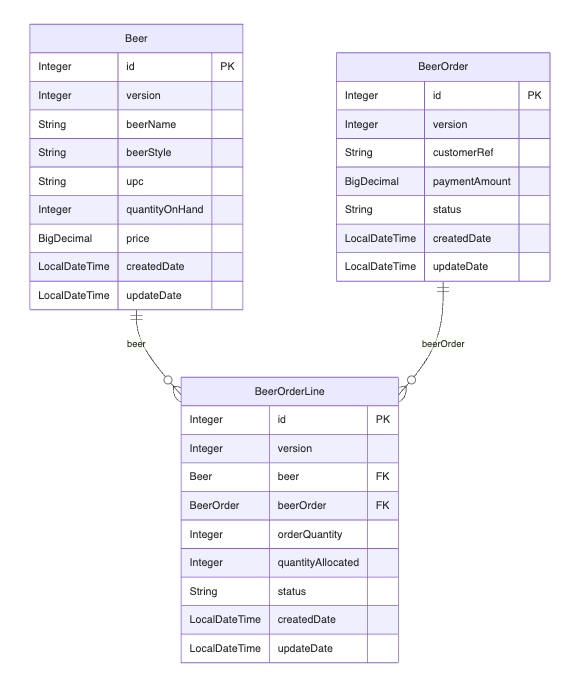 Beer
Integer id PK
Integer version
String beerName
String beerStyle
String upc
Integer quantityOnHand
BigDecimal price
LocalDateTime createdDate
LocalDateTime updateDate
BeerOrder
Integer id PK
Integer version
String customerRef
BigDecimal paymentAmount
String status
LocalDateTime createdDate
LocalDateTime updateDate
beer
beerOrder
BeerOrderLine
Integer id PK
Integer version
Beer beer FK
BeerOrder beerOrder FK
Integer orderQuantity
Integer quantityAllocated
String status
LocalDateTime createdDate
LocalDateTime updateDate